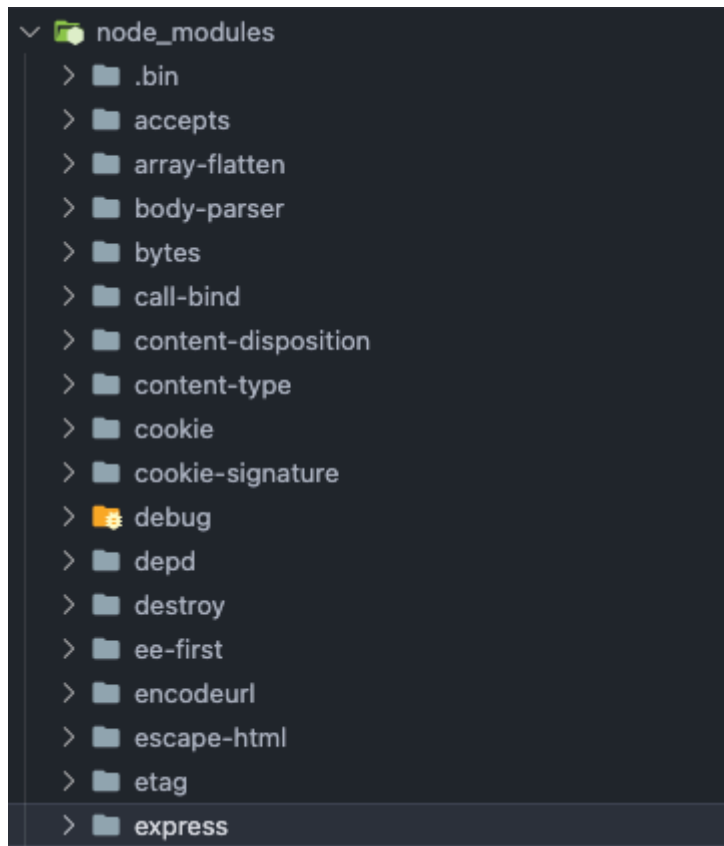 node_modules
.bin
accepts
array-flatten
body-parser
bytes
call-bind
content-disposition
content-type
cookie
cookie-signature
debug
depd
destroy
ee-first
encodeurl
escape-html
etag
express